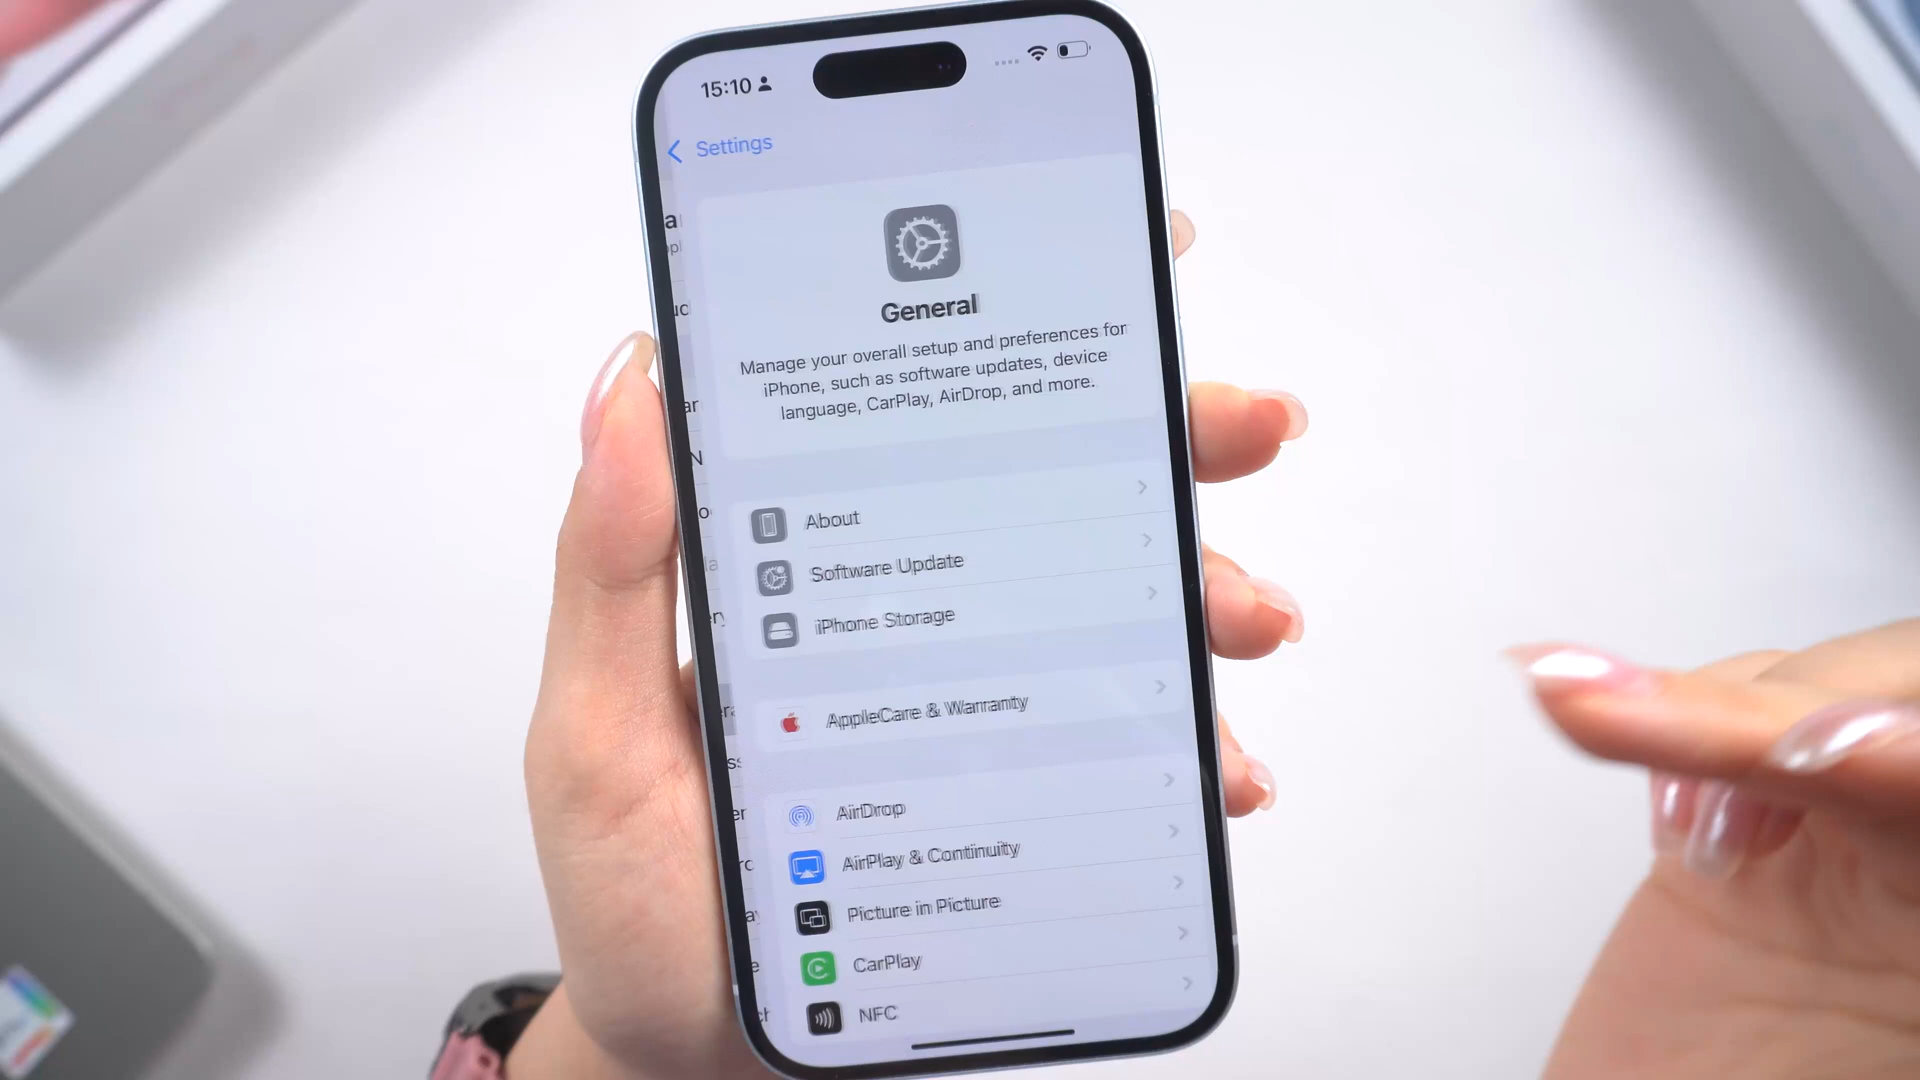 15:10
Settings
General
Manage your overall setup and preferences for
iPhone, such as software updates, device
language, CarPlay, AirDrop, and more.
About
Software Update
iPhone Storage
AppleCare & Warranty
AirDrop
AirPlay & Continuity
Picture in Picture
CarPlay
NFC